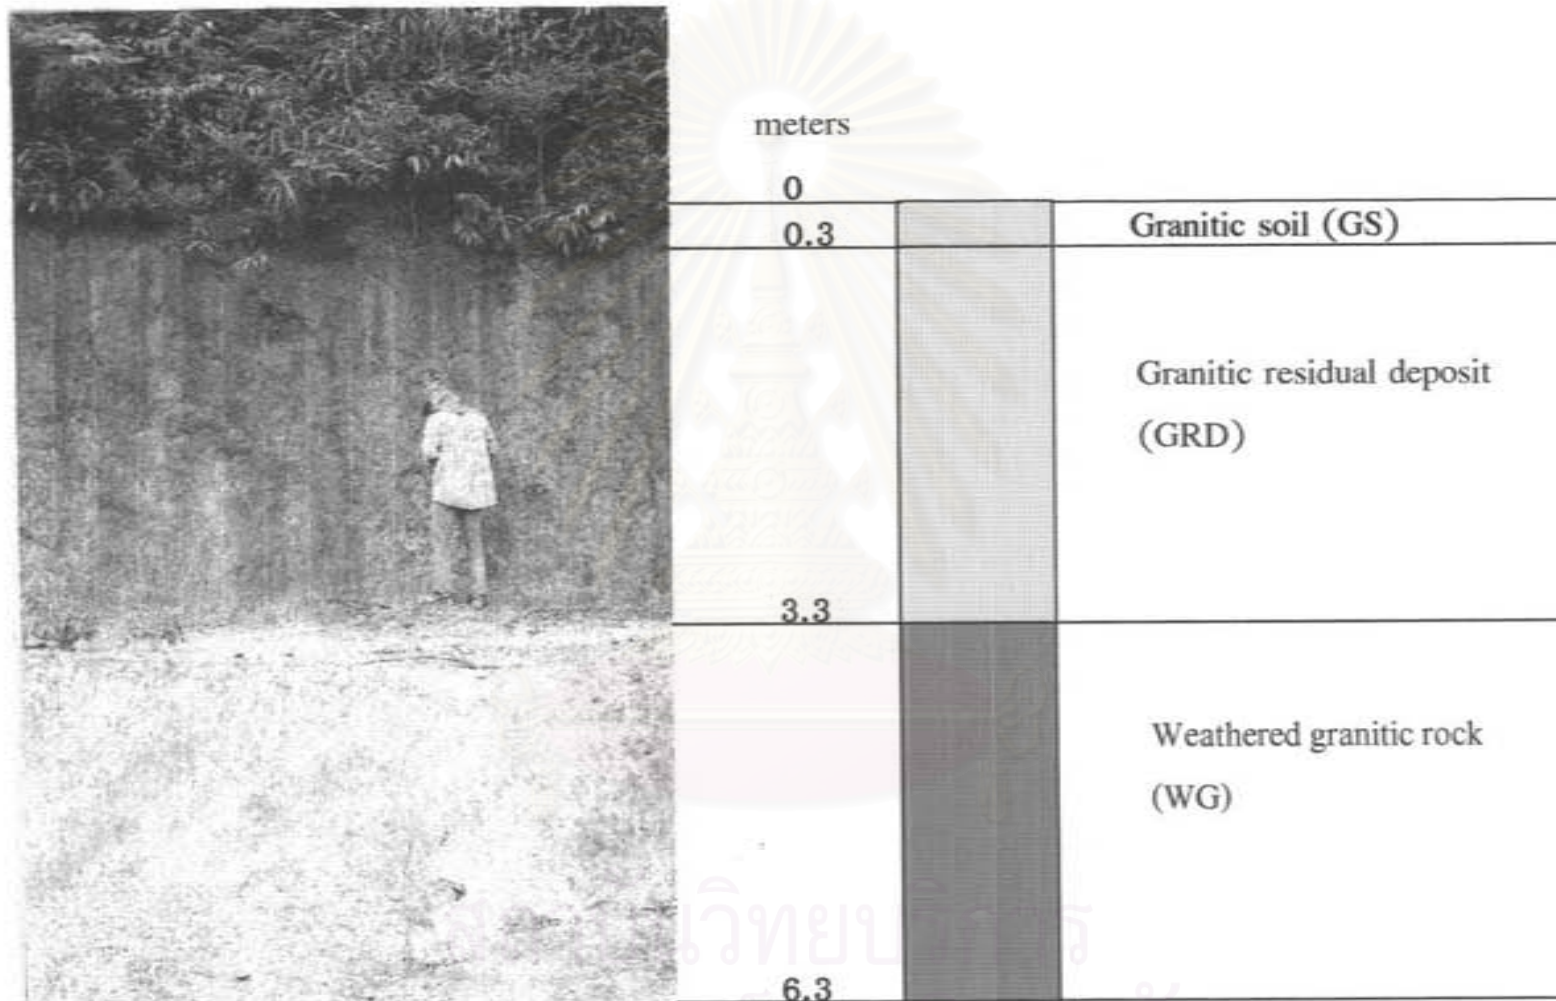 meters
0
0.3
Granitic soil (GS)
Granitic residual deposit
(GRD)
3.3
Weathered granitic rock
(WG)
6.3